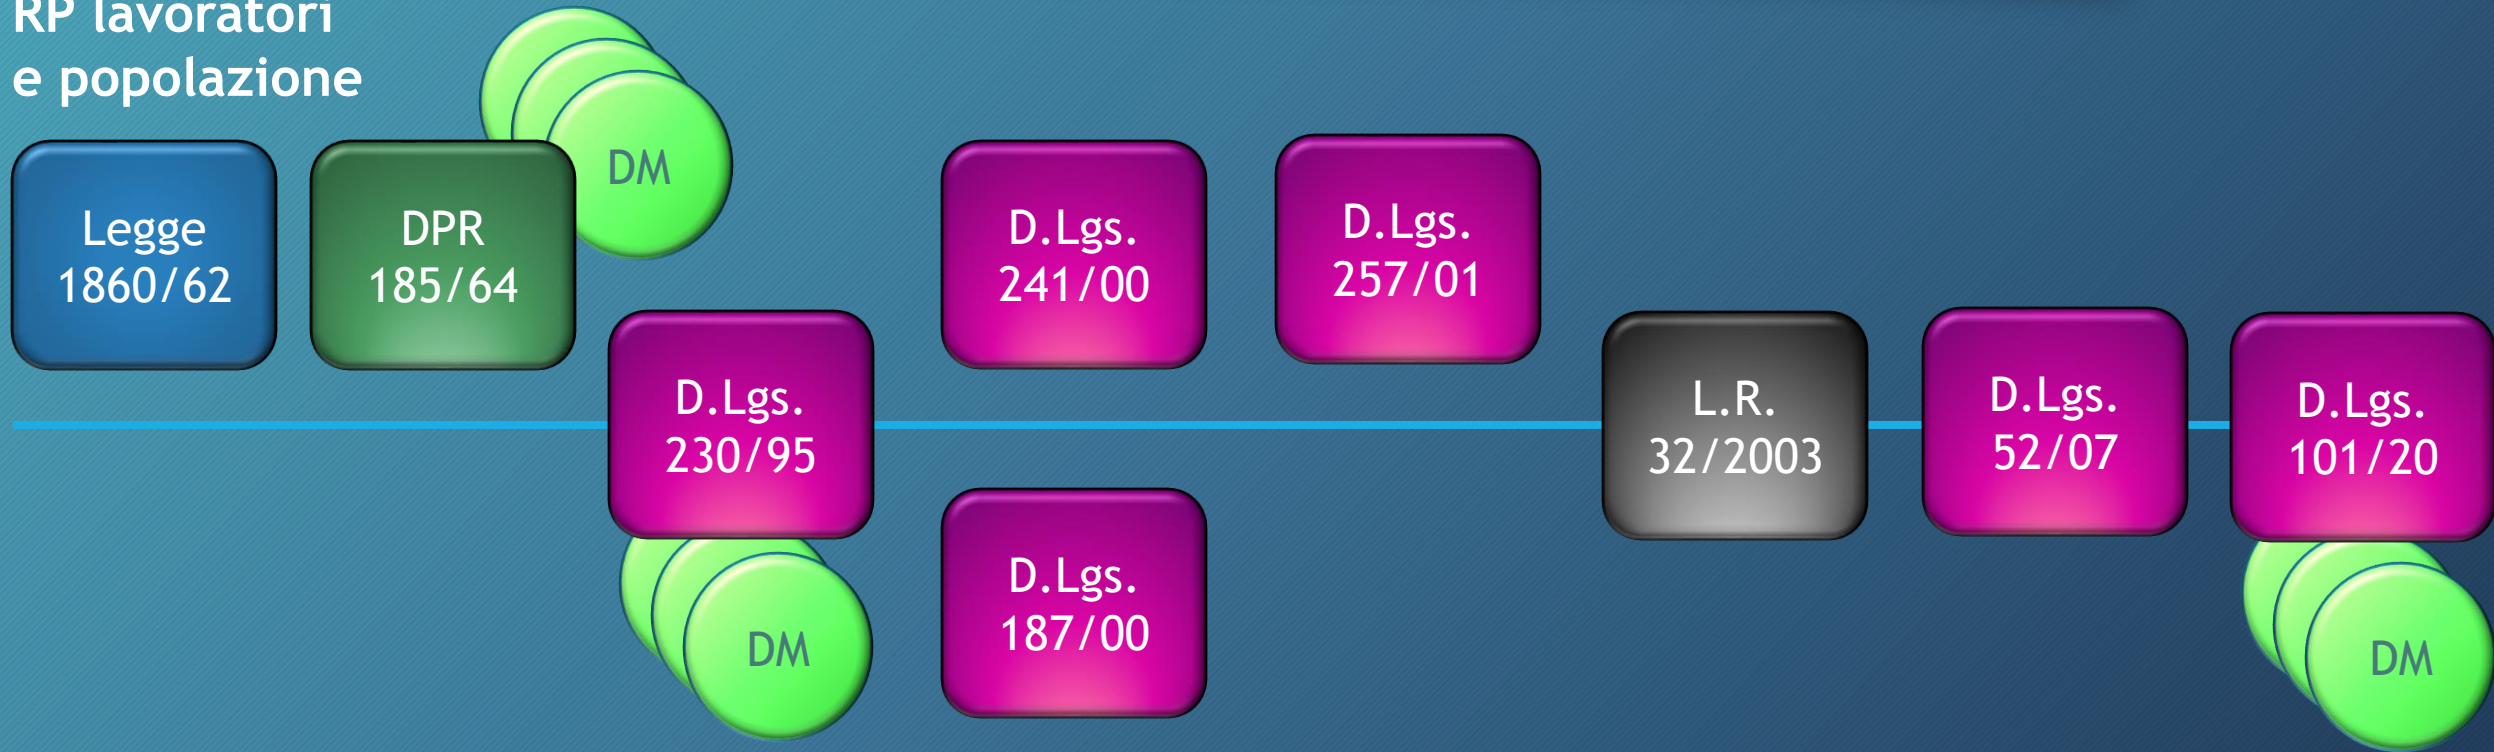 RP lavoratori
e popolazione
DM
Legge
1860/62
DPR
185/64
D.Lgs.
241/00
D.Lgs.
257/01
D.Lgs.
230/95
L.R.
32/2003
D.Lgs.
52/07
D.Lgs.
101/20
DM
D.Lgs.
187/00
DM